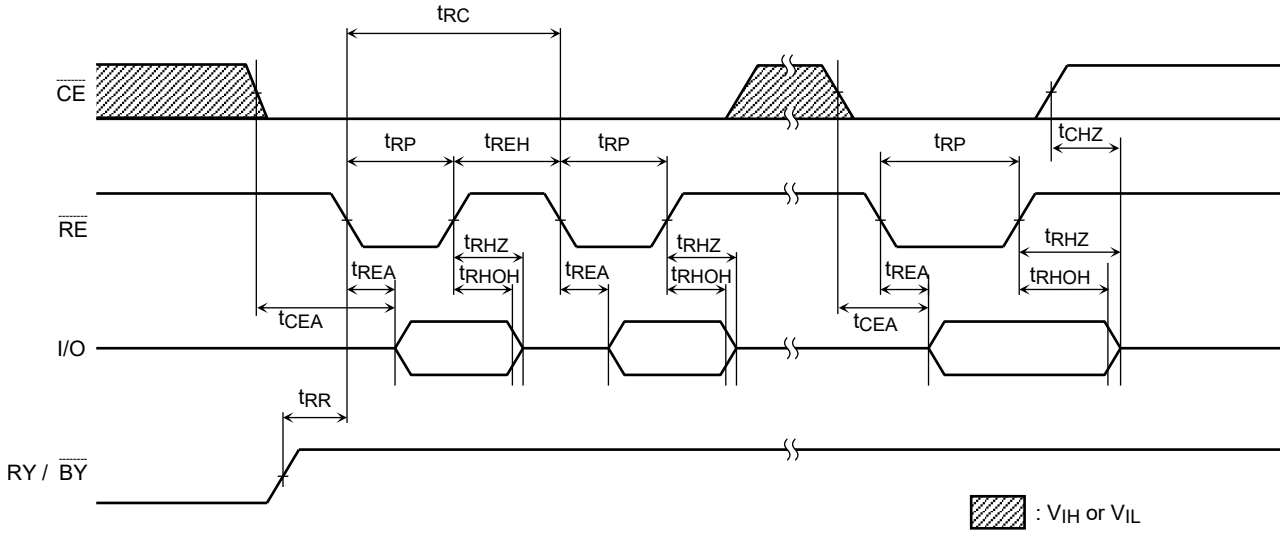 tRC
CE
tRP tREH tRP tRP tCHZ
RE
tRHZ tRHZ tRHZ
tREA tRHOH tREA tRHOH tREA tRHOH
tCEA tCEA
I/O
tRR
RY / BY
: VIH or VIL